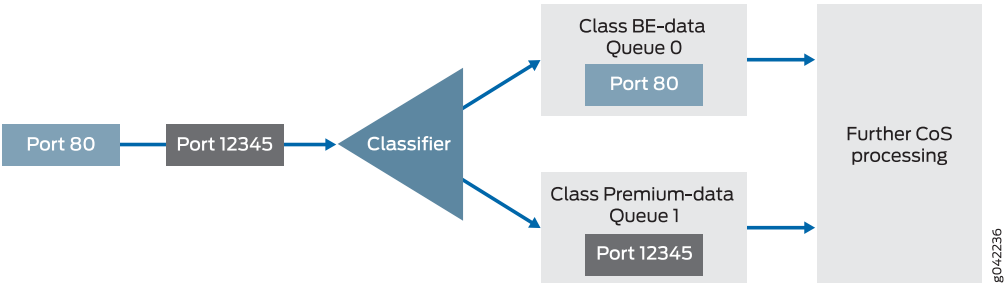 Port 80
Port 12345
Classifier
Class BE-data
Queue 0
Port 80
Class Premium-data
Queue 1
Port 12345
Further CoS
processing
g042236